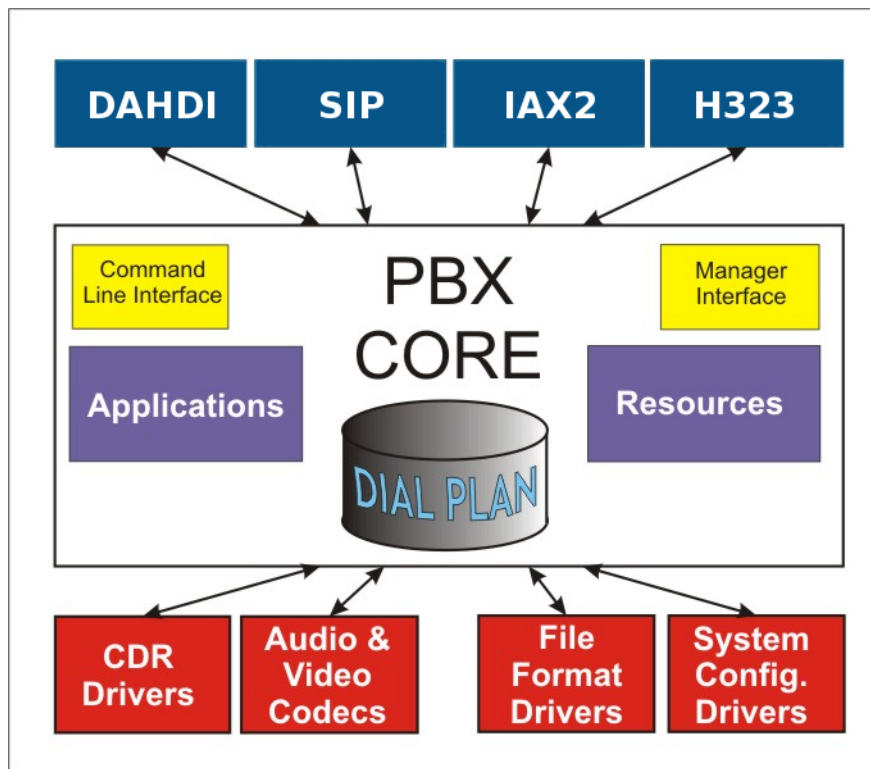 DAHDI
SIP
IAX2
H323
Command
Line Interface
PBX
CORE
Manager
Interface
Applications
Resources
DIAL PLAN
CDR
Drivers
Audio &
Video
Codecs
File
Format
Drivers
System
Config.
Drivers